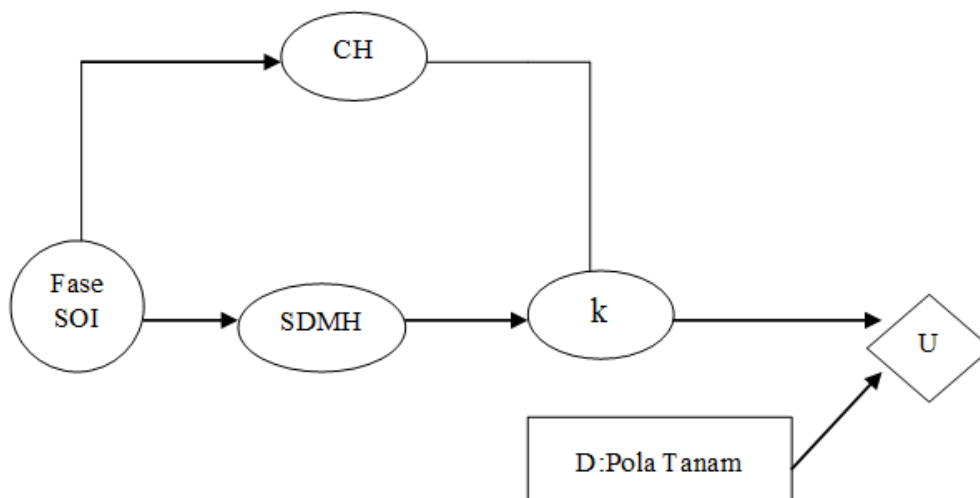 CH
Fase
SOI
SDMH
k
U
D:Pola Tanam